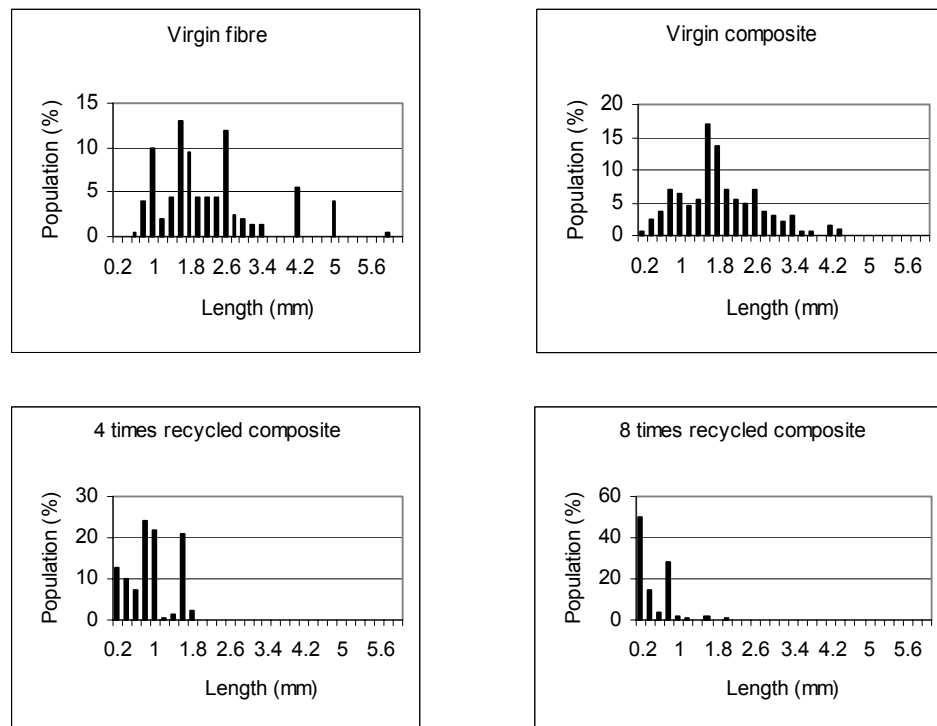 Virgin fibre
Population (%)
15
10
5
0
0.2 1 1.8 2.6 3.4 4.2 5 5.6
Length (mm)
Virgin composite
Population (%)
20
15
10
5
0
0.2 1 1.8 2.6 3.4 4.2 5 5.6
Length (mm)
4 times recycled composite
Population (%)
30
20
10
0
0.2 1 1.8 2.6 3.4 4.2 5 5.6
Length (mm)
8 times recycled composite
Population (%)
60
40
20
0
0.2 1 1.8 2.6 3.4 4.2 5 5.6
Length (mm)